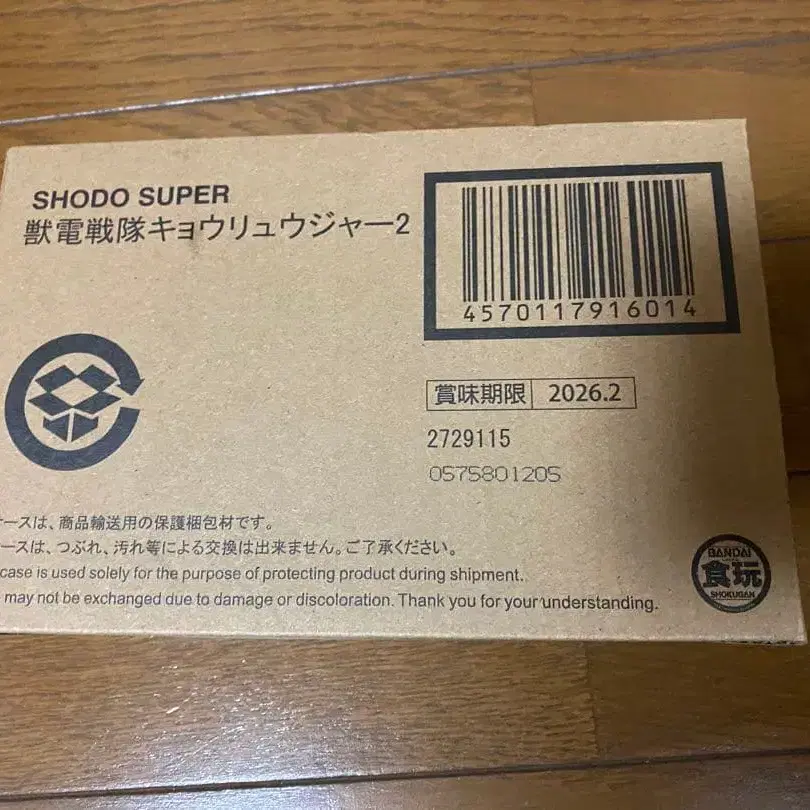 SHODO SUPER
獣電戦隊キョウリュウジャー2
4570117916014
賞味期限 2026.2
2729115
0575801205
ースは、商品輸送用の保護梱包材です。
ースは、つぶれ、汚れ等による交換は出来ません。ご了承ください。
case is used solely for the purpose of protecting product during shipment.
may not be exchanged due to damage or discoloration. Thank you for your understanding.
BANDAI
食玩
SHOKUGAN